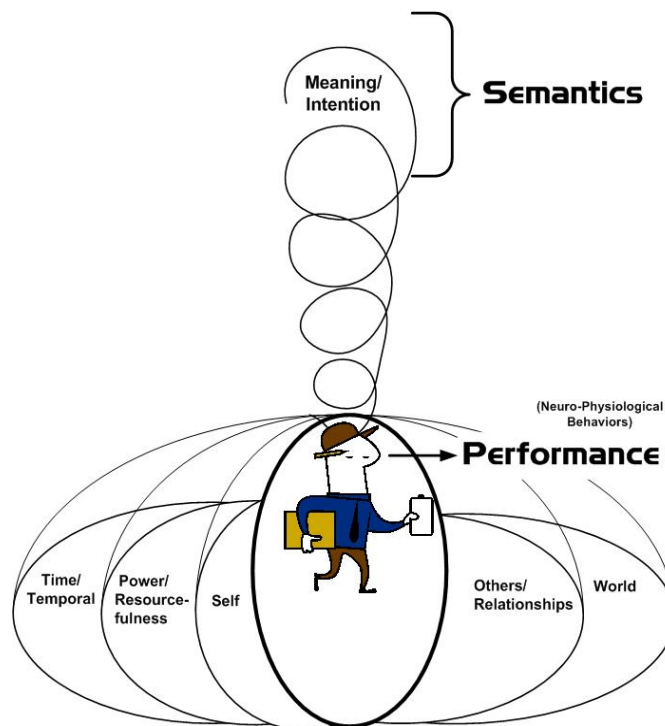 Meaning/
Intention
Semantics
(Neuro-Physiological
Behaviors)
Performance
Time/
Temporal
Power/
Resource-
fulness
Self
Others/
Relationships
World